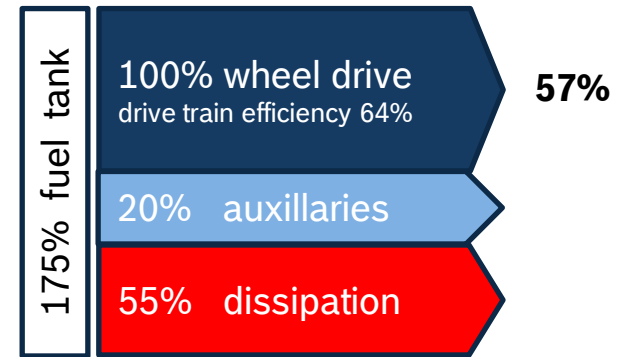 175% fuel tank
100% wheel drive
drive train efficiency 64%
57%
20% auxillaries
55% dissipation